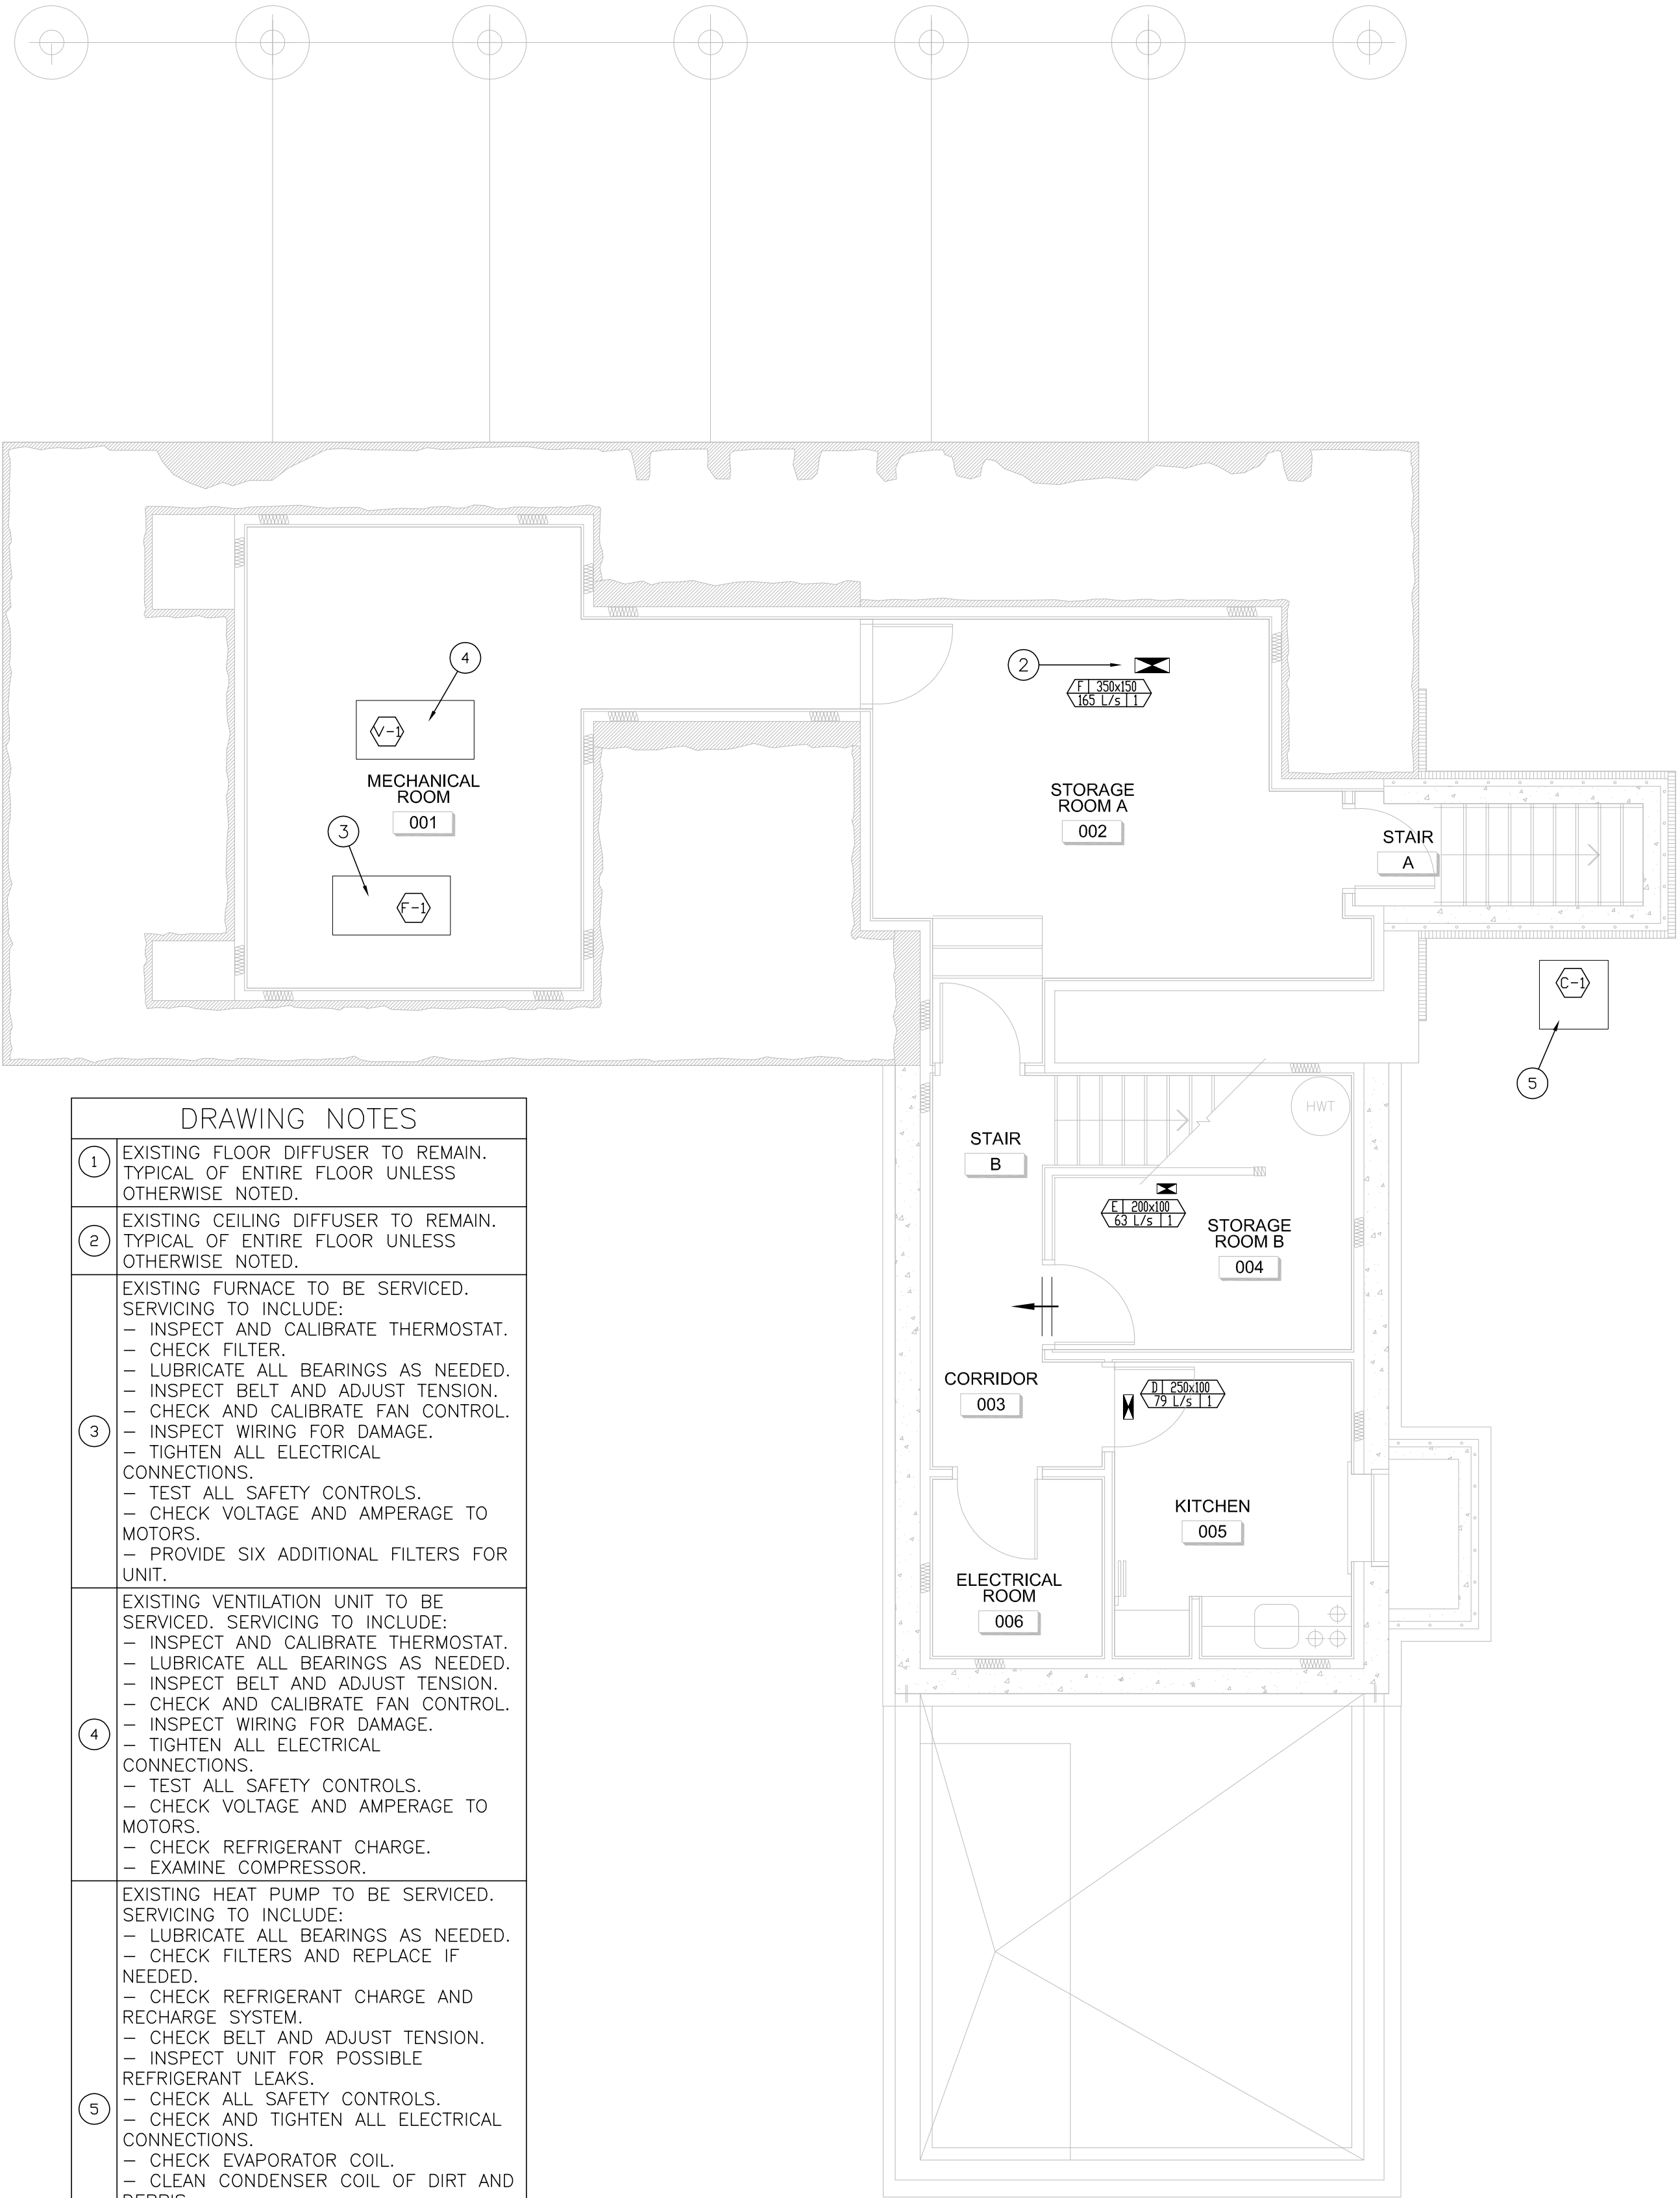 4
V-1
MECHANICAL
ROOM
001
3
F-1
2
F 350x150
165 L/s 1
STORAGE
ROOM A
002
STAIR
A
C-1
5
STAIR
B
HWT
E 200x100
63 L/s 1
STORAGE
ROOM B
004
CORRIDOR
003
D 250x100
79 L/s 1
KITCHEN
005
ELECTRICAL
ROOM
006
DRAWING NOTES
1
EXISTING FLOOR DIFFUSER TO REMAIN.
TYPICAL OF ENTIRE FLOOR UNLESS
OTHERWISE NOTED.
2
EXISTING CEILING DIFFUSER TO REMAIN.
TYPICAL OF ENTIRE FLOOR UNLESS
OTHERWISE NOTED.
3
EXISTING FURNACE TO BE SERVICED.
SERVICING TO INCLUDE:
– INSPECT AND CALIBRATE THERMOSTAT.
– CHECK FILTER.
– LUBRICATE ALL BEARINGS AS NEEDED.
– INSPECT BELT AND ADJUST TENSION.
– CHECK AND CALIBRATE FAN CONTROL.
– INSPECT WIRING FOR DAMAGE.
– TIGHTEN ALL ELECTRICAL
CONNECTIONS.
– TEST ALL SAFETY CONTROLS.
– CHECK VOLTAGE AND AMPERAGE TO
MOTORS.
– PROVIDE SIX ADDITIONAL FILTERS FOR
UNIT.
4
EXISTING VENTILATION UNIT TO BE
SERVICED. SERVICING TO INCLUDE:
– INSPECT AND CALIBRATE THERMOSTAT.
– LUBRICATE ALL BEARINGS AS NEEDED.
– INSPECT BELT AND ADJUST TENSION.
– CHECK AND CALIBRATE FAN CONTROL.
– INSPECT WIRING FOR DAMAGE.
– TIGHTEN ALL ELECTRICAL
CONNECTIONS.
– TEST ALL SAFETY CONTROLS.
– CHECK VOLTAGE AND AMPERAGE TO
MOTORS.
– CHECK REFRIGERANT CHARGE.
– EXAMINE COMPRESSOR.
5
EXISTING HEAT PUMP TO BE SERVICED.
SERVICING TO INCLUDE:
– LUBRICATE ALL BEARINGS AS NEEDED.
– CHECK FILTERS AND REPLACE IF
NEEDED.
– CHECK REFRIGERANT CHARGE AND
RECHARGE SYSTEM.
– CHECK BELT AND ADJUST TENSION.
– INSPECT UNIT FOR POSSIBLE
REFRIGERANT LEAKS.
– CHECK ALL SAFETY CONTROLS.
– CHECK AND TIGHTEN ALL ELECTRICAL
CONNECTIONS.
– CHECK EVAPORATOR COIL.
– CLEAN CONDENSER COIL OF DIRT AND